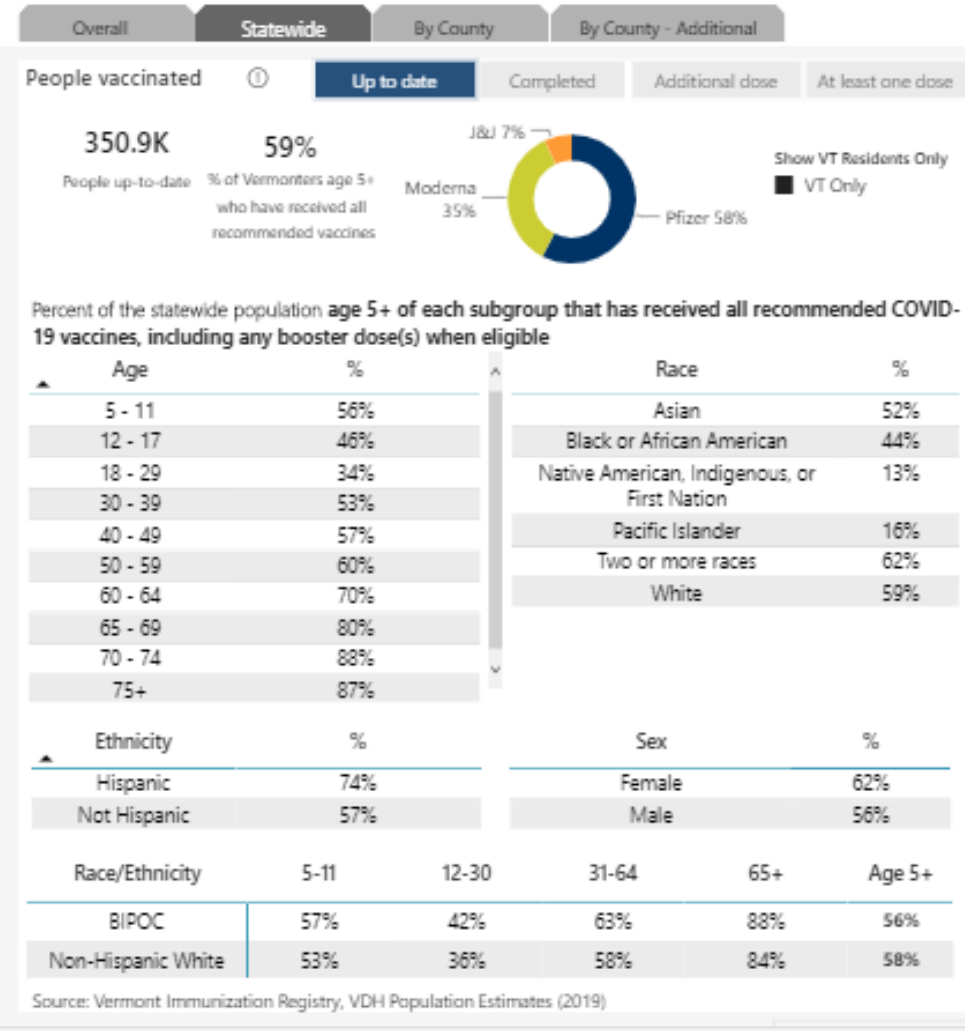 Overall Statewide By County By County - Additional
People vaccinated Up to date Completed Additional dose At least one dose
350.9K
People up-to-date
59%
% of Vermonters age 5+
who have received all
recommended vaccines
J&J 7%
Moderna
35%
Pfizer 58%
Show VT Residents Only
VT Only
Percent of the statewide population age 5+ of each subgroup that has received all recommended COVID-
19 vaccines, including any booster dose(s) when eligible
Age %
5 - 11 56%
12 - 17 46%
18 - 29 34%
30 - 39 53%
40 - 49 57%
50 - 59 60%
60 - 64 70%
65 - 69 80%
70 - 74 88%
75+ 87%
Race %
Asian 52%
Black or African American 44%
Native American, Indigenous, or 13%
First Nation
Pacific Islander 16%
Two or more races 62%
White 59%
Ethnicity %
Hispanic 74%
Not Hispanic 57%
Sex %
Female 62%
Male 56%
Race/Ethnicity 5-11 12-30 31-64 65+ Age 5+
BIPOC 57% 42% 63% 88% 56%
Non-Hispanic White 53% 36% 58% 84% 58%
Source: Vermont Immunization Registry, VDH Population Estimates (2019)